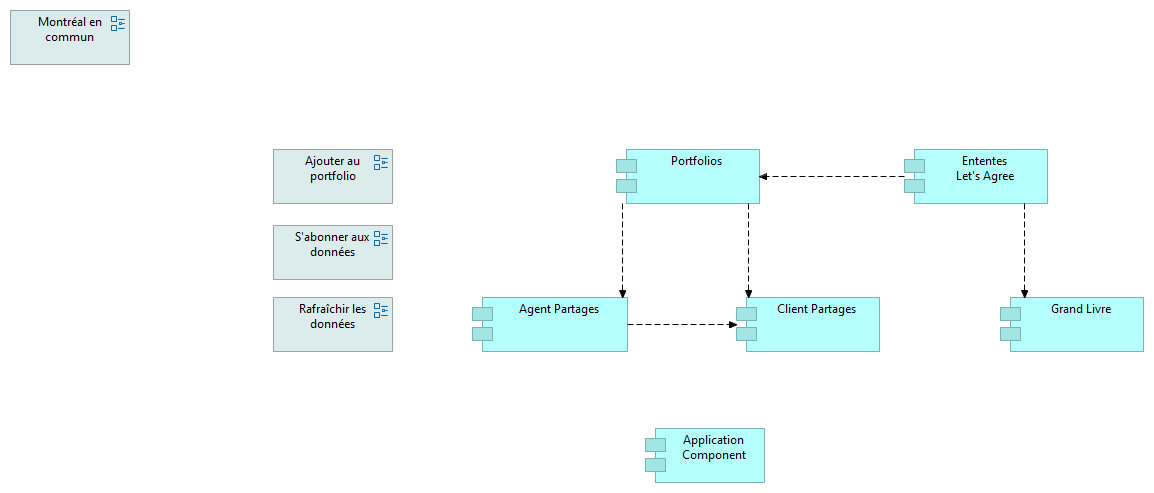 Montréal en
commun
Ajouter au
portfolio
Portfolios
Ententes
Let's Agree
S'abonner aux
données
Rafraîchir les
données
Agent Partages
Client Partages
Grand Livre
Application
Component